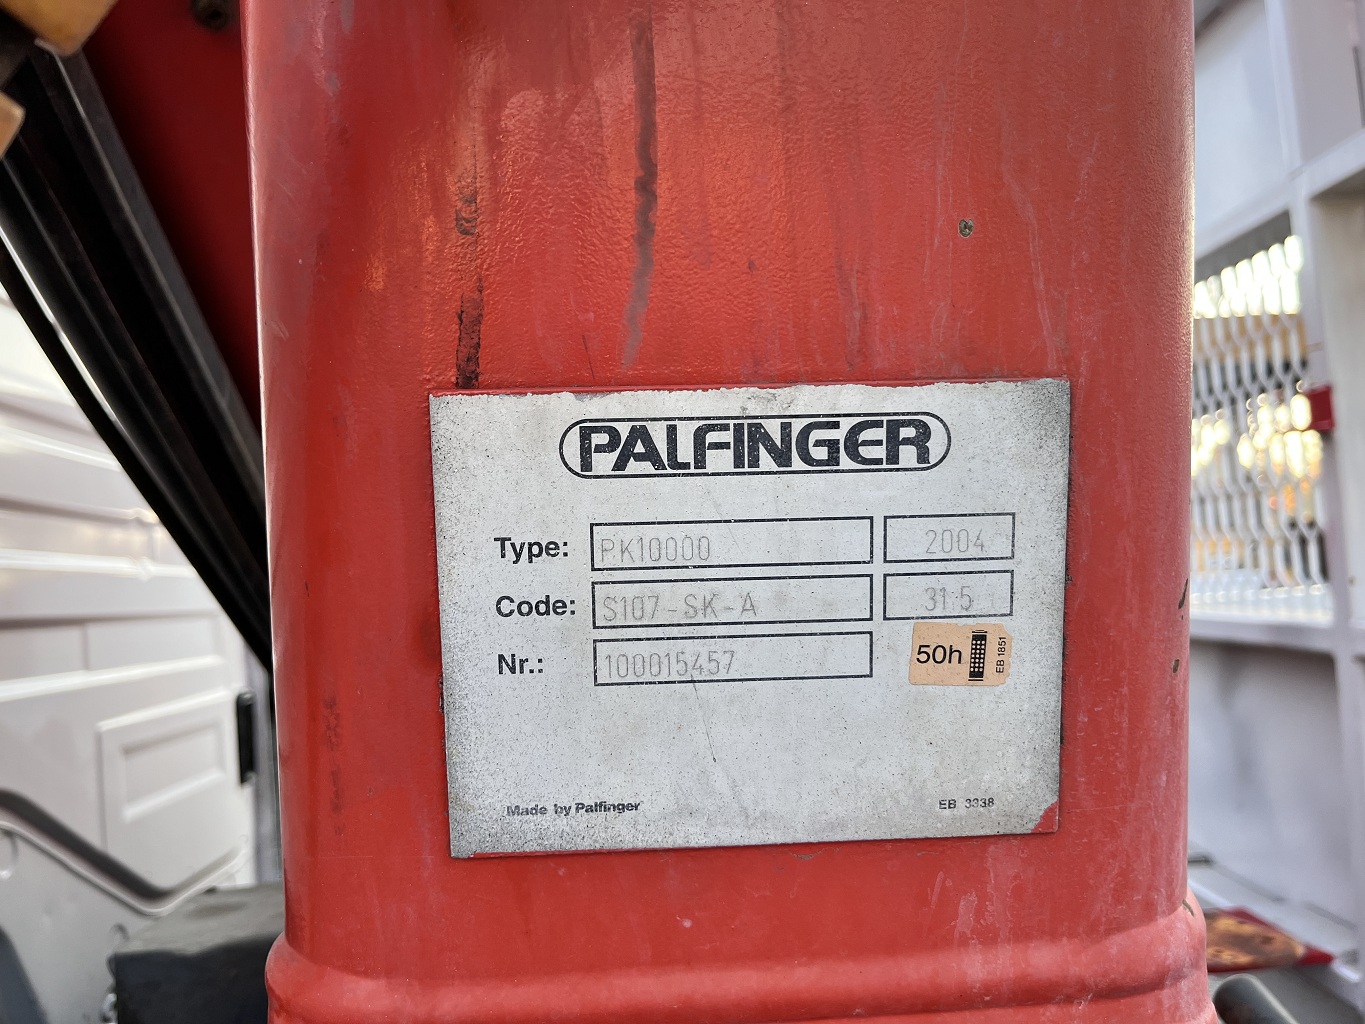 PALFINGER
Type: PK10000 2004
Code: S107-SK-A 31.5
Nr.: 100015457
50h EB 1851
Made by Palfinger EB 3338